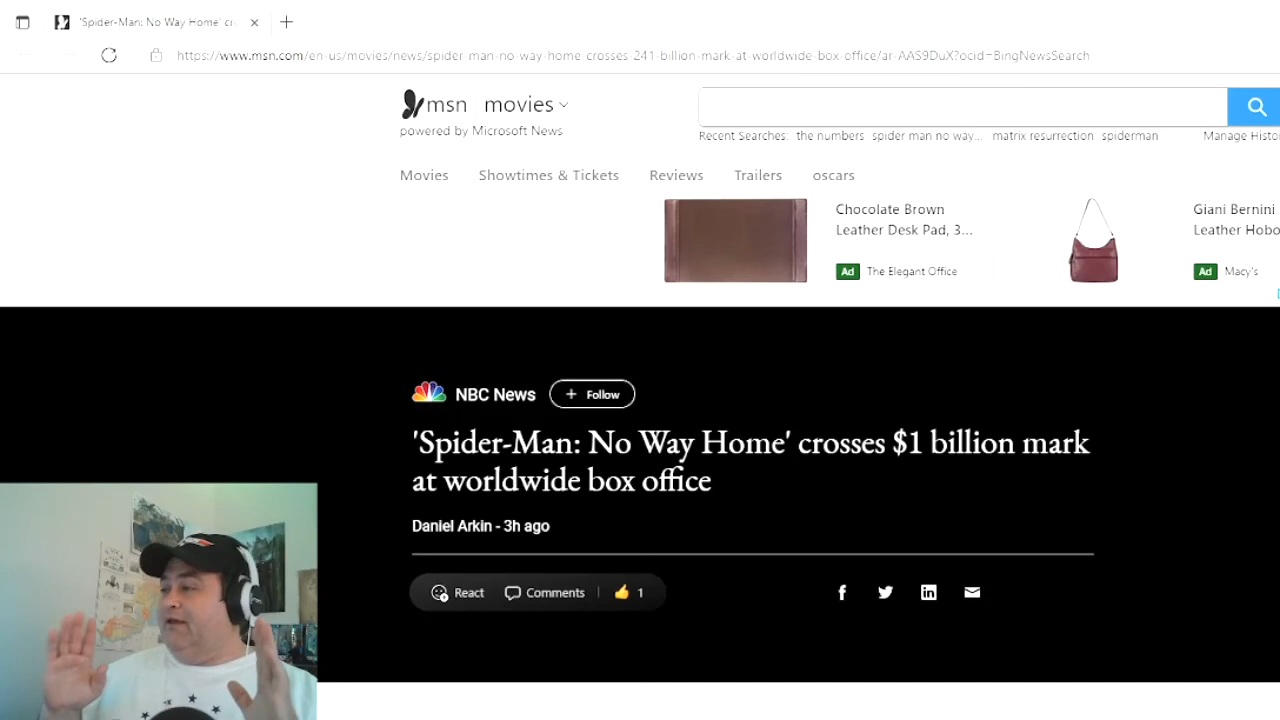 'Spider-Man: No Way Home' cr
https://www.msn.com/en-us/movies/news/spider-man-no-way-home-crosses-241-billion-mark-at-worldwide-box-office/ar-AAS9DuX?ocid=BingNewsSearch
msn movies
powered by Microsoft News
Recent Searches: the numbers spider man no way... matrix resurrection spiderman Manage Histo
Movies Showtimes & Tickets Reviews Trailers oscars
Chocolate Brown
Leather Desk Pad, 3...
Ad The Elegant Office
Giani Bernini
Leather Hobo
Ad Macy's
NBC News + Follow
'Spider-Man: No Way Home' crosses $1 billion mark
at worldwide box office
Daniel Arkin - 3h ago
React Comments 1